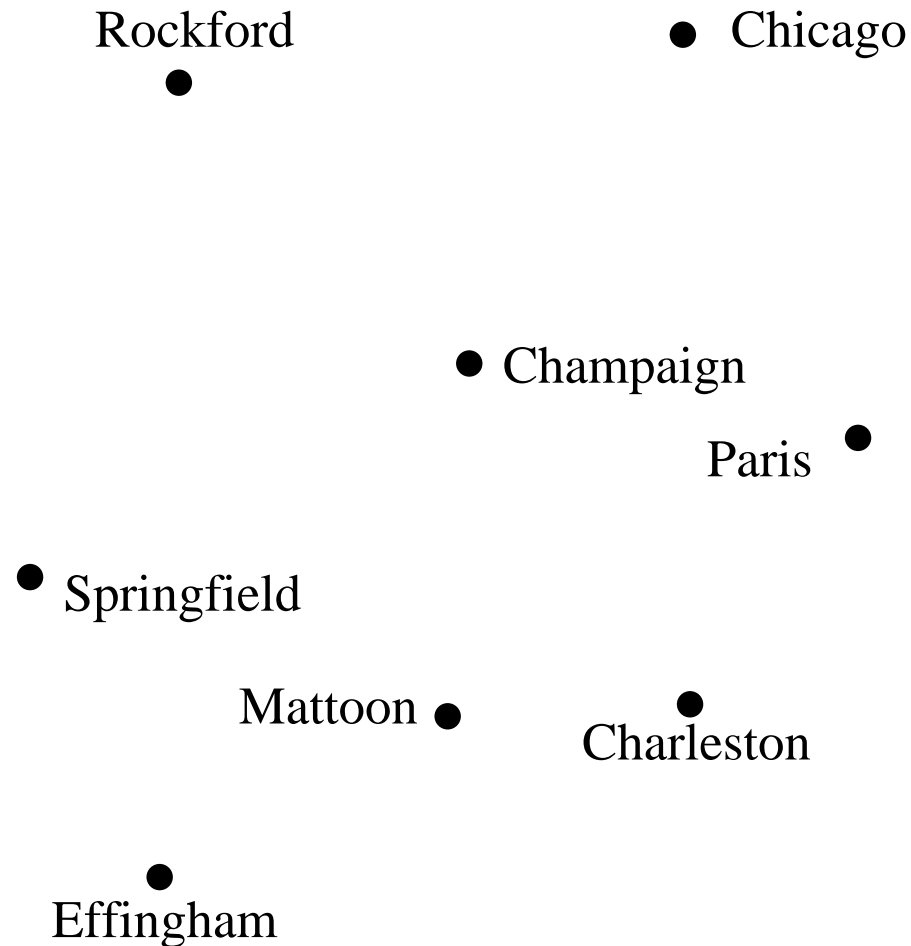 Rockford
Chicago
Champaign
Paris
Springfield
Mattoon
Charleston
Effingham